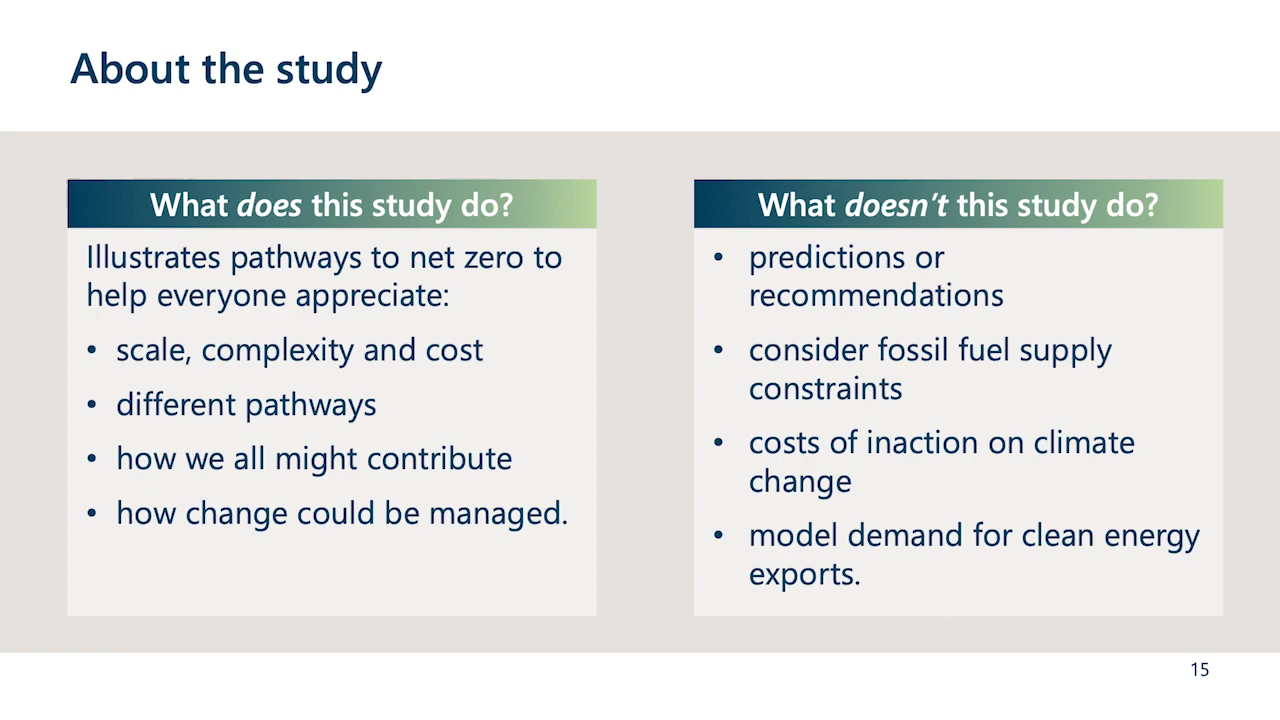 About the study
What does this study do?
Illustrates pathways to net zero to
help everyone appreciate:
• scale, complexity and cost
• different pathways
• how we all might contribute
• how change could be managed.
What doesn't this study do?
• predictions or
recommendations
• consider fossil fuel supply
constraints
• costs of inaction on climate
change
• model demand for clean energy
exports.
15